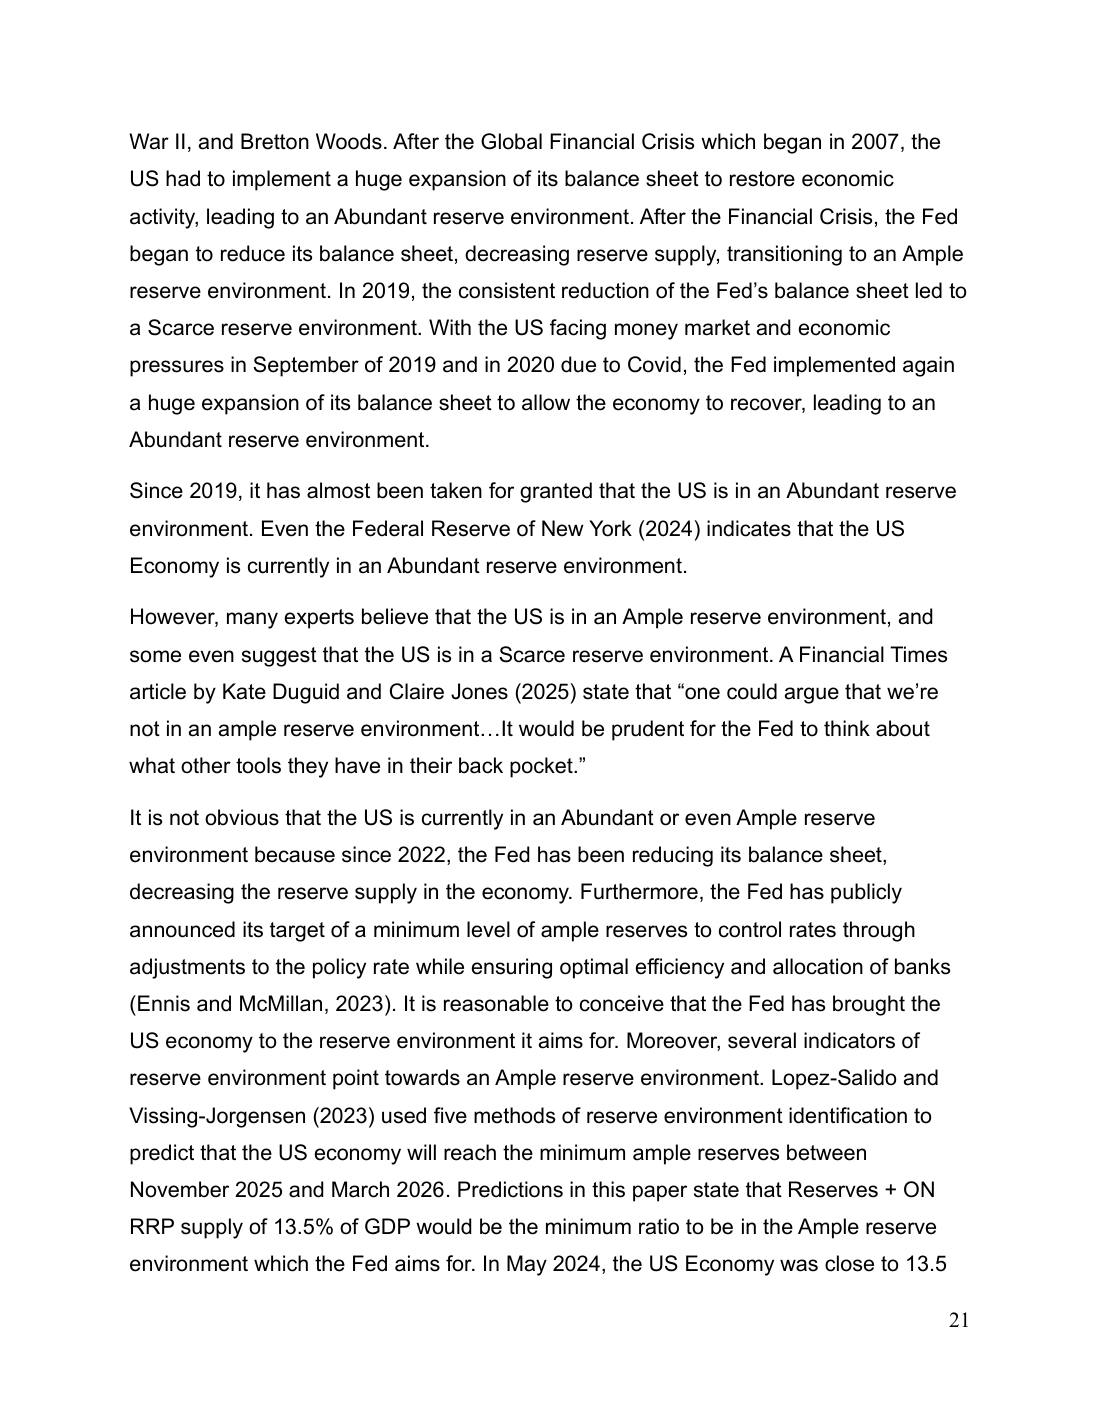 War II, and Bretton Woods. After the Global Financial Crisis which began in 2007, the
US had to implement a huge expansion of its balance sheet to restore economic
activity, leading to an Abundant reserve environment. After the Financial Crisis, the Fed
began to reduce its balance sheet, decreasing reserve supply, transitioning to an Ample
reserve environment. In 2019, the consistent reduction of the Fed’s balance sheet led to
a Scarce reserve environment. With the US facing money market and economic
pressures in September of 2019 and in 2020 due to Covid, the Fed implemented again
a huge expansion of its balance sheet to allow the economy to recover, leading to an
Abundant reserve environment.
Since 2019, it has almost been taken for granted that the US is in an Abundant reserve
environment. Even the Federal Reserve of New York (2024) indicates that the US
Economy is currently in an Abundant reserve environment.
However, many experts believe that the US is in an Ample reserve environment, and
some even suggest that the US is in a Scarce reserve environment. A Financial Times
article by Kate Duguid and Claire Jones (2025) state that “one could argue that we’re
not in an ample reserve environment…It would be prudent for the Fed to think about
what other tools they have in their back pocket.”
It is not obvious that the US is currently in an Abundant or even Ample reserve
environment because since 2022, the Fed has been reducing its balance sheet,
decreasing the reserve supply in the economy. Furthermore, the Fed has publicly
announced its target of a minimum level of ample reserves to control rates through
adjustments to the policy rate while ensuring optimal efficiency and allocation of banks
(Ennis and McMillan, 2023). It is reasonable to conceive that the Fed has brought the
US economy to the reserve environment it aims for. Moreover, several indicators of
reserve environment point towards an Ample reserve environment. Lopez-Salido and
Vissing-Jorgensen (2023) used five methods of reserve environment identification to
predict that the US economy will reach the minimum ample reserves between
November 2025 and March 2026. Predictions in this paper state that Reserves + ON
RRP supply of 13.5% of GDP would be the minimum ratio to be in the Ample reserve
environment which the Fed aims for. In May 2024, the US Economy was close to 13.5
21